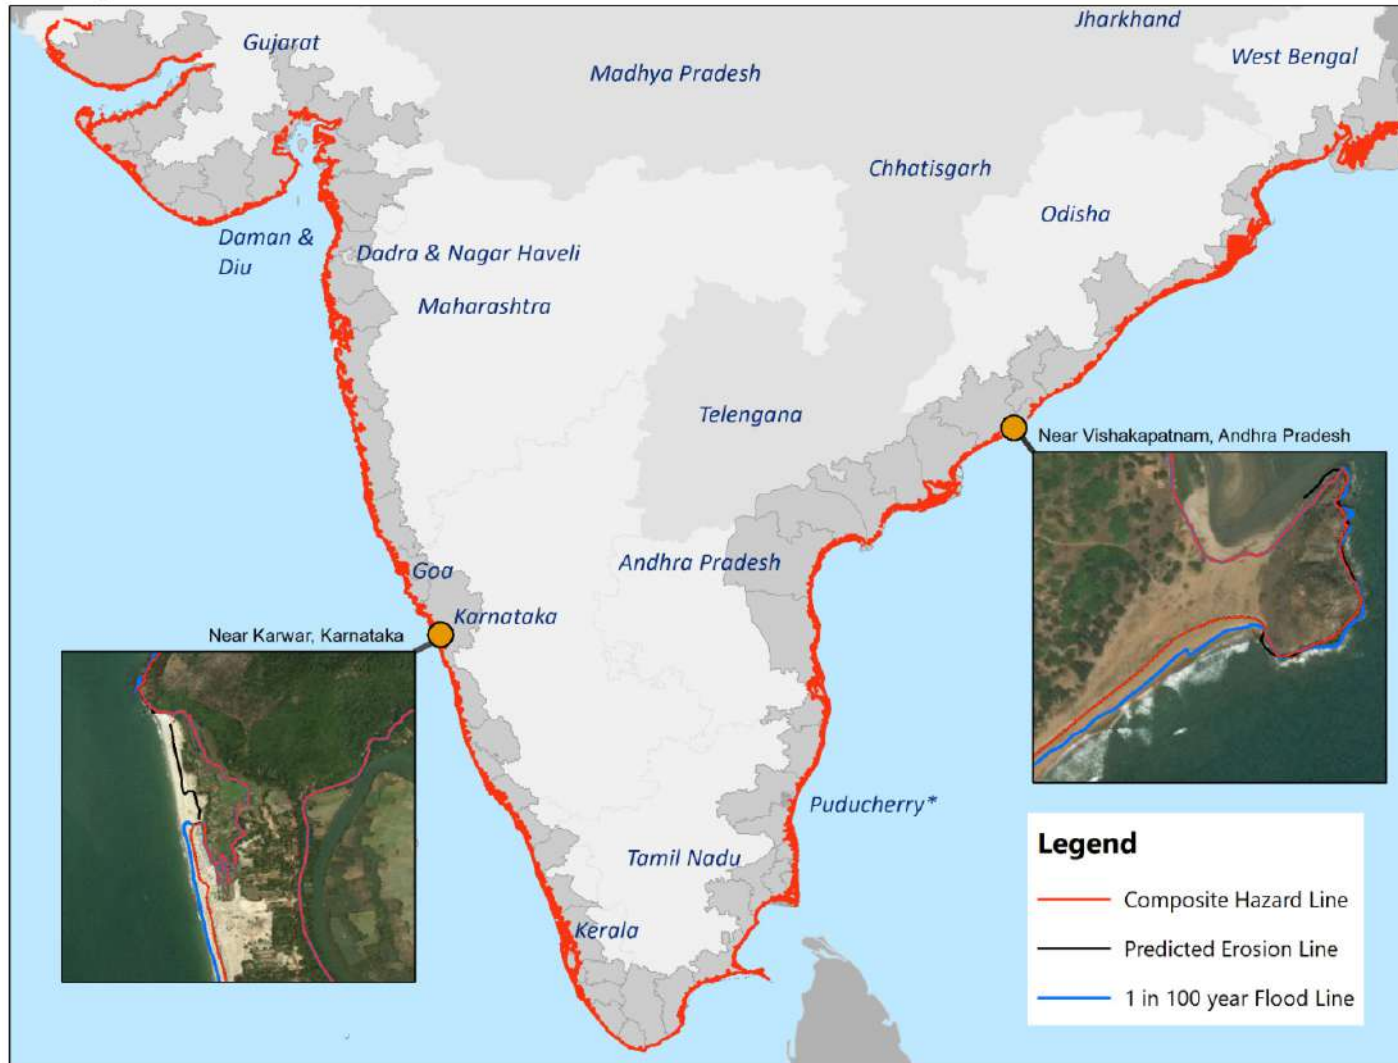 Jharkhand
Gujarat
West Bengal
Madhya Pradesh
Chhatisgarh
Odisha
Daman &
Diu
Dadra & Nagar Haveli
Maharashtra
Telengana
Near Vishakapatnam, Andhra Pradesh
Andhra Pradesh
Goa
Karnataka
Near Karwar, Karnataka
Puducherry*
Tamil Nadu
Kerala
Legend
Composite Hazard Line
Predicted Erosion Line
1 in 100 year Flood Line